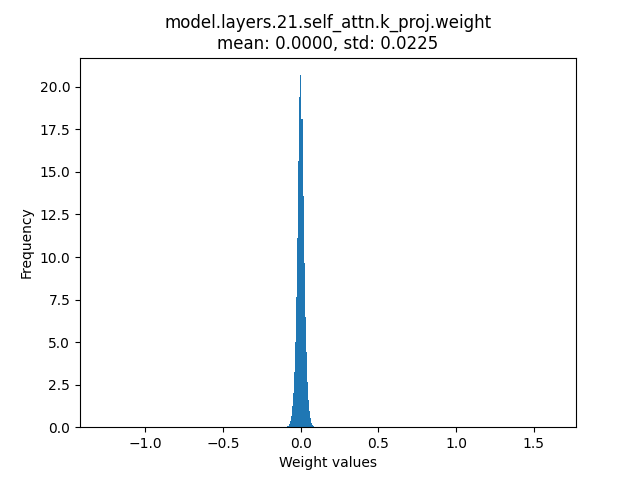 model.layers.21.self_attn.k_proj.weight
mean: 0.0000, std: 0.0225
20.0
17.5
15.0
12.5
10.0
7.5
5.0
2.5
0.0
Frequency
−1.0 −0.5 0.0 0.5 1.0 1.5
Weight values